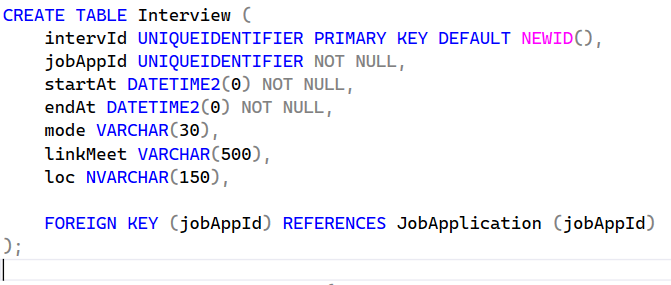 CREATE TABLE Interview (
    intervId UNIQUEIDENTIFIER PRIMARY KEY DEFAULT NEWID(),
    jobAppId UNIQUEIDENTIFIER NOT NULL,
    startAt DATETIME2(0) NOT NULL,
    endAt DATETIME2(0) NOT NULL,
    mode VARCHAR(30),
    linkMeet VARCHAR(500),
    loc NVARCHAR(150),
    FOREIGN KEY (jobAppId) REFERENCES JobApplication (jobAppId)
);